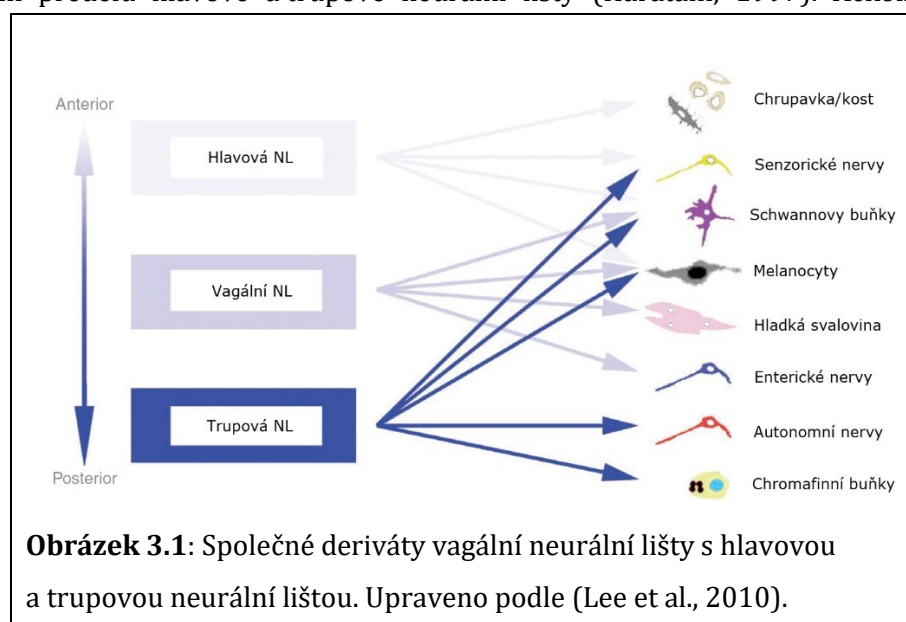 Anterior
Posterior
Hlavová NL
Vagální NL
Trupová NL
Chrupavka/kost
Senzorické nervy
Schwannovy buňky
Melanocyty
Hladká svalovina
Enterické nervy
Autonomní nervy
Chromafinní buňky
Obrázek 3.1: Společné deriváty vagální neurální lišty s hlavovou
a trupovou neurální lištou. Upraveno podle (Lee et al., 2010).